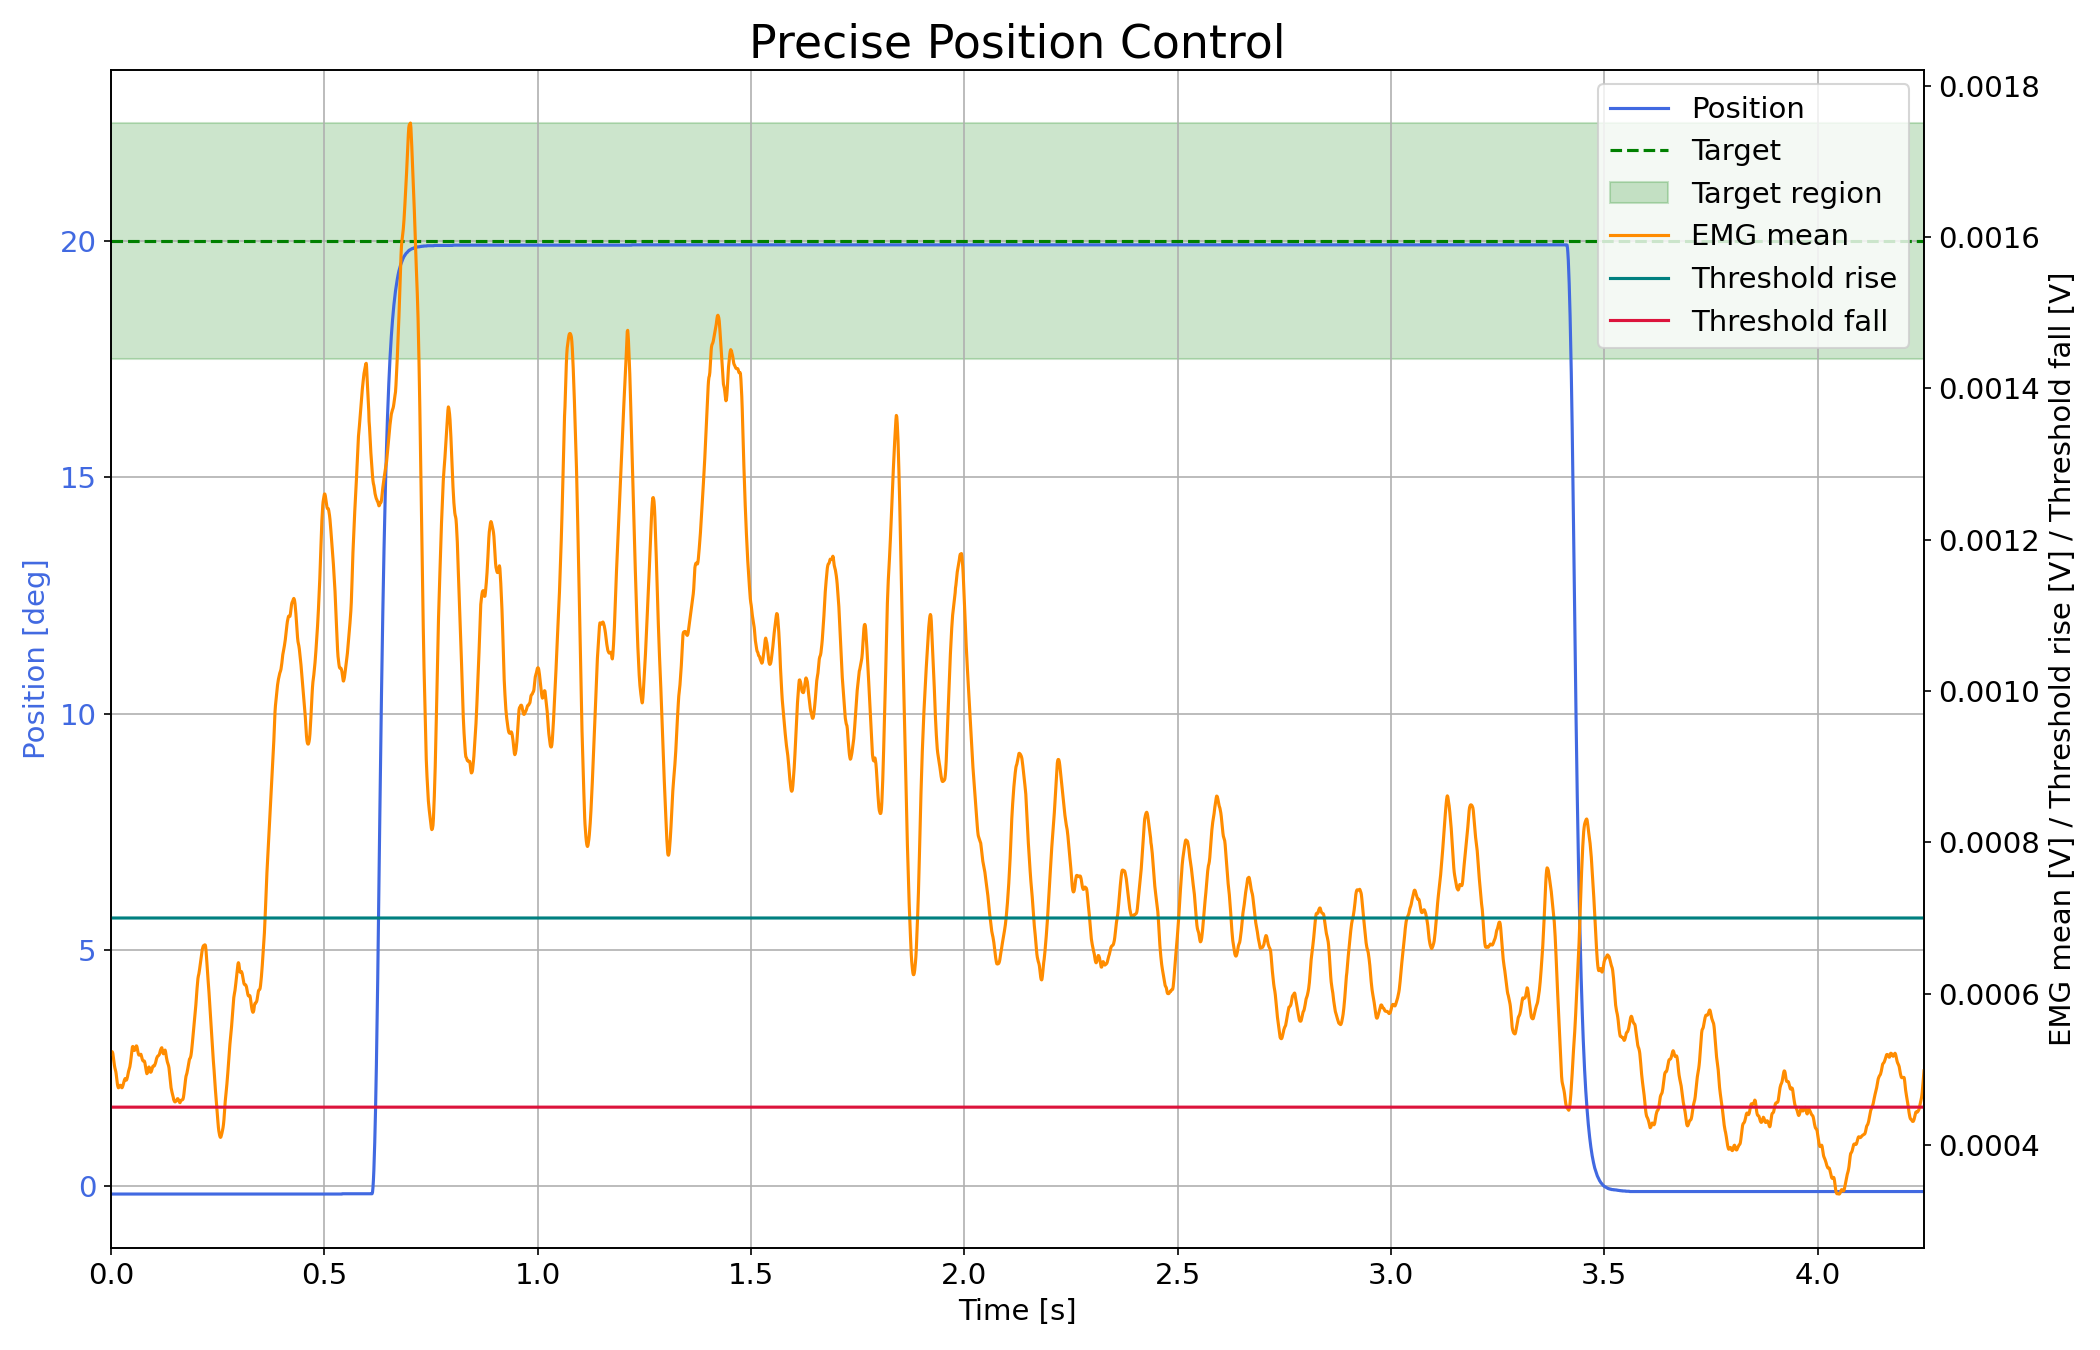 Precise Position Control
Position [deg]
20
15
10
5
0
0.0018
0.0016
0.0014
0.0012
0.0010
0.0008
0.0006
0.0004
EMG mean [V] / Threshold rise [V] / Threshold fall [V]
Position
Target
Target region
EMG mean
Threshold rise
Threshold fall
0.0 0.5 1.0 1.5 2.0 2.5 3.0 3.5 4.0
Time [s]